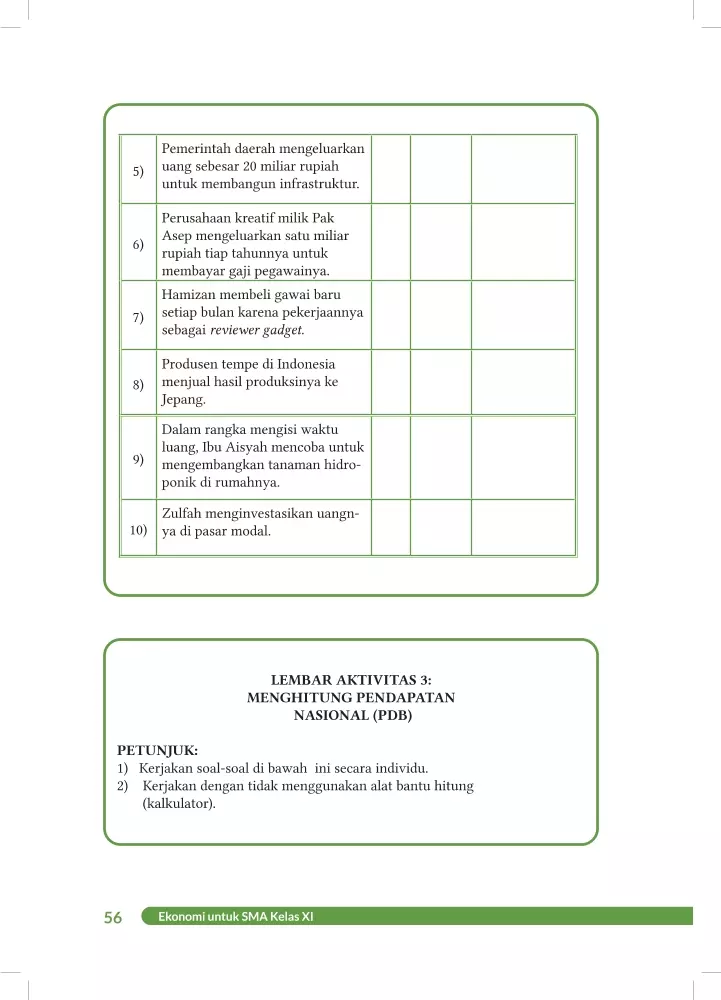 5)
Pemerintah daerah mengeluarkan
uang sebesar 20 miliar rupiah
untuk membangun infrastruktur.
6)
Perusahaan kreatif milik Pak
Asep mengeluarkan satu miliar
rupiah tiap tahunnya untuk
membayar gaji pegawainya.
7)
Hamizan membeli gawai baru
setiap bulan karena pekerjaannya
sebagai reviewer gadget.
8)
Produsen tempe di Indonesia
menjual hasil produksinya ke
Jepang.
9)
Dalam rangka mengisi waktu
luang, Ibu Aisyah mencoba untuk
mengembangkan tanaman hidro-
ponik di rumahnya.
10)
Zulfah menginvestasikan uangn-
ya di pasar modal.
LEMBAR AKTIVITAS 3:
MENGHITUNG PENDAPATAN
NASIONAL (PDB)
PETUNJUK:
1) Kerjakan soal-soal di bawah ini secara individu.
2) Kerjakan dengan tidak menggunakan alat bantu hitung
(kalkulator).
56 Ekonomi untuk SMA Kelas XI